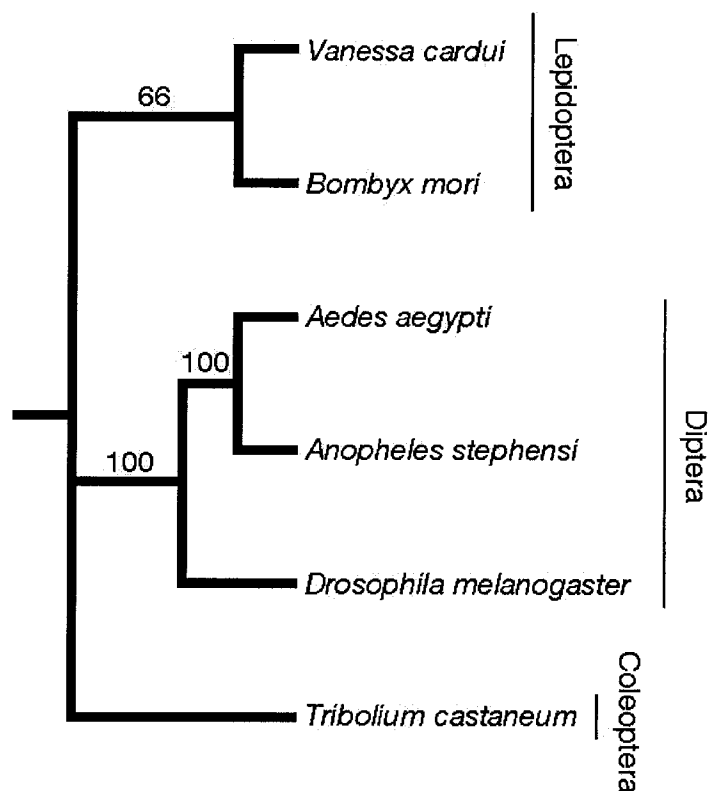 Vanessa cardui
Lepidoptera
66
Bombyx mori
Aedes aegypti
100
Anopheles stephensi
Diptera
100
Drosophila melanogaster
Coleoptera
Tribolium castaneum